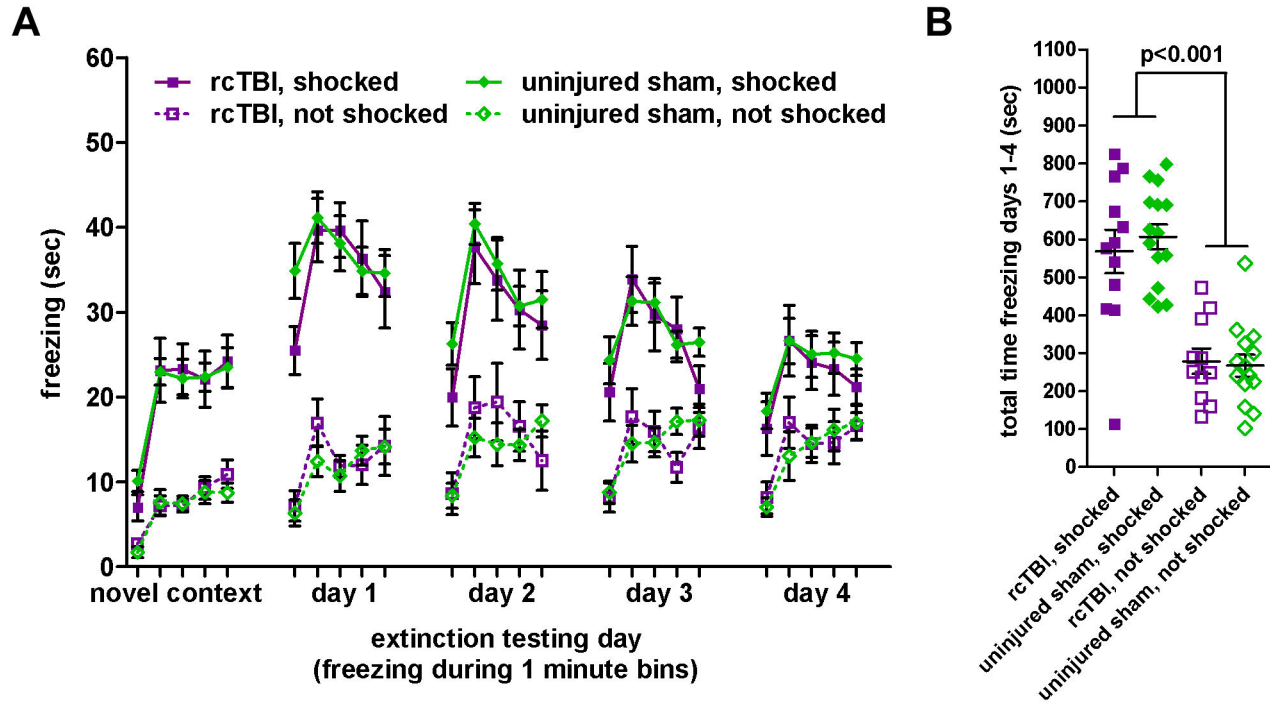 A
60
50
40
30
20
10
0
freezing (sec)
rcTBI, shocked
uninjured sham, shocked
rcTBI, not shocked
uninjured sham, not shocked
novel context
day 1
day 2
day 3
day 4
extinction testing day
(freezing during 1 minute bins)
B
1100
1000
900
800
700
600
500
400
300
200
100
0
total time freezing days 1-4 (sec)
p<0.001
rcTBI, shocked
uninjured sham, shocked
rcTBI, not shocked
uninjured sham, not shocked